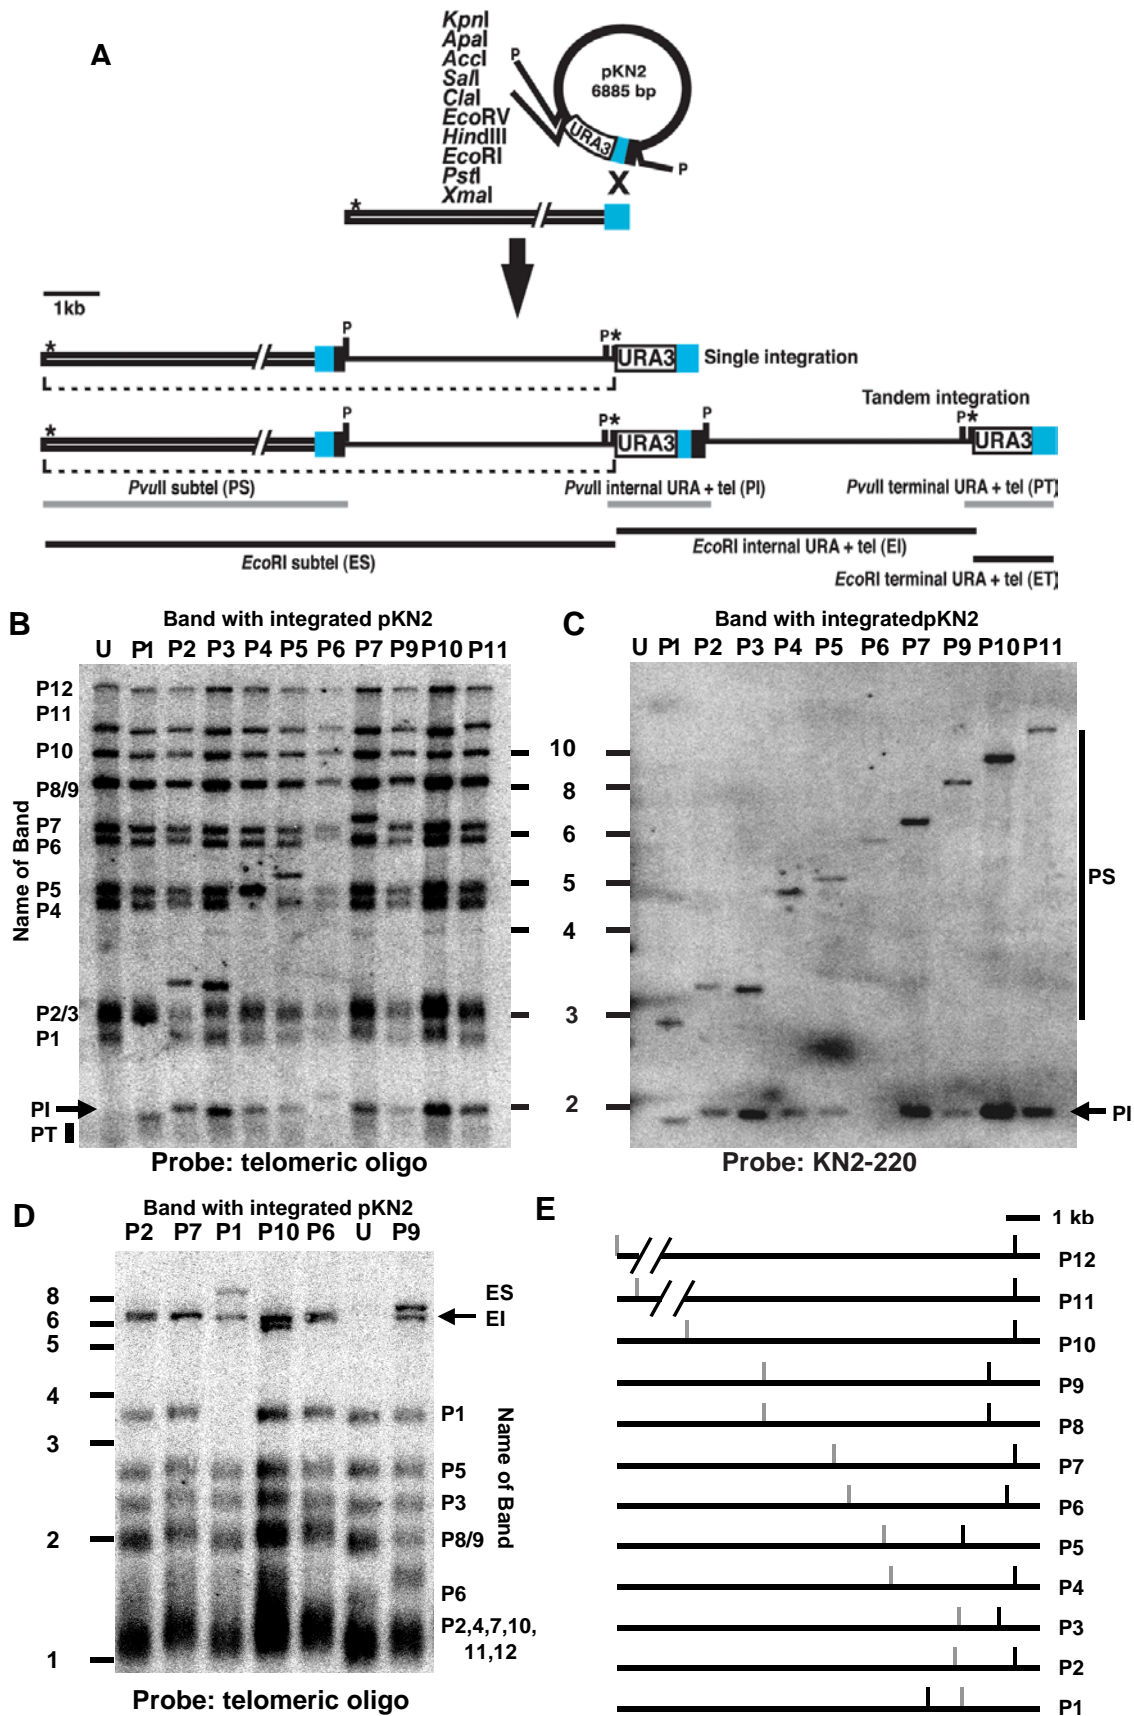 A
KpnI
ApaI
AccI
SalI
ClaI
EcoRV
HindIII
EcoRI
PstI
XmaI
P
pKN2
6885 bp
URA3
P
X
*
1kb
* P P * URA3 Single integration
Tandem integration
* P P * URA3 P P * URA3
PvuII subtel (PS) PvuII internal URA + tel (PI) PvuII terminal URA + tel (PT)
EcoRI subtel (ES) EcoRI internal URA + tel (EI)
EcoRI terminal URA + tel (ET)
B
Band with integrated pKN2
U P1 P2 P3 P4 P5 P6 P7 P9 P10 P11
Name of Band
P12
P11
P10
P8/9
P7
P6
P5
P4
P2/3
P1
PI
PT
Probe: telomeric oligo
10
8
6
5
4
3
2
C
Band with integratedpKN2
U P1 P2 P3 P4 P5 P6 P7 P9 P10 P11
PS
PI
Probe: KN2-220
D
Band with integrated pKN2
P2 P7 P1 P10 P6 U P9
8
6
5
4
3
2
1
ES
EI
P1
P5
P3
P8/9
P6
P2,4,7,10,
11,12
Name of Band
Probe: telomeric oligo
E
1 kb
P12
P11
P10
P9
P8
P7
P6
P5
P4
P3
P2
P1